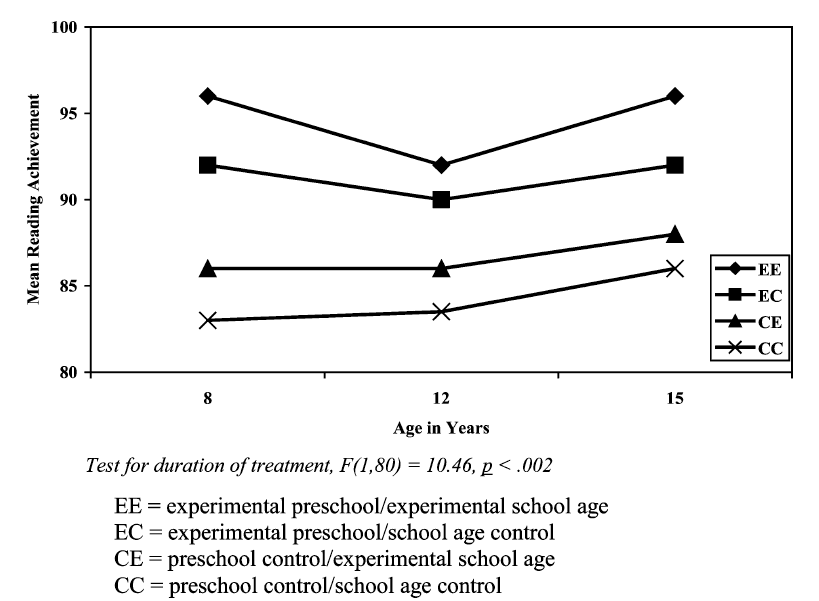 100
95
90
85
80
Mean Reading Achievement
8 12 15
Age in Years
EE
EC
CE
CC
Test for duration of treatment, F(1,80) = 10.46, p < .002
EE = experimental preschool/experimental school age
EC = experimental preschool/school age control
CE = preschool control/experimental school age
CC = preschool control/school age control